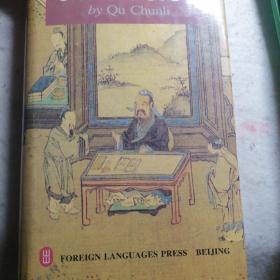 by Qu Chunli
FOREIGN LANGUAGES PRESS BEIJING